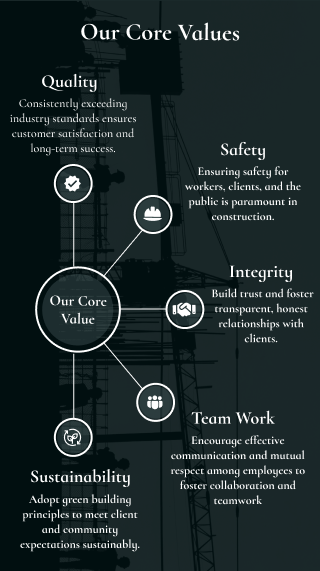 Our Core Values
Quality
Consistently exceeding
industry standards ensures
customer satisfaction and
long-term success.
Safety
Ensuring safety for
workers, clients, and the
public is paramount in
construction.
Integrity
Build trust and foster
transparent, honest
relationships with
clients.
Our Core
Value
Team Work
Encourage effective
communication and mutual
respect among employees to
foster collaboration and
teamwork
Sustainability
Adopt green building
principles to meet client
and community
expectations sustainably.